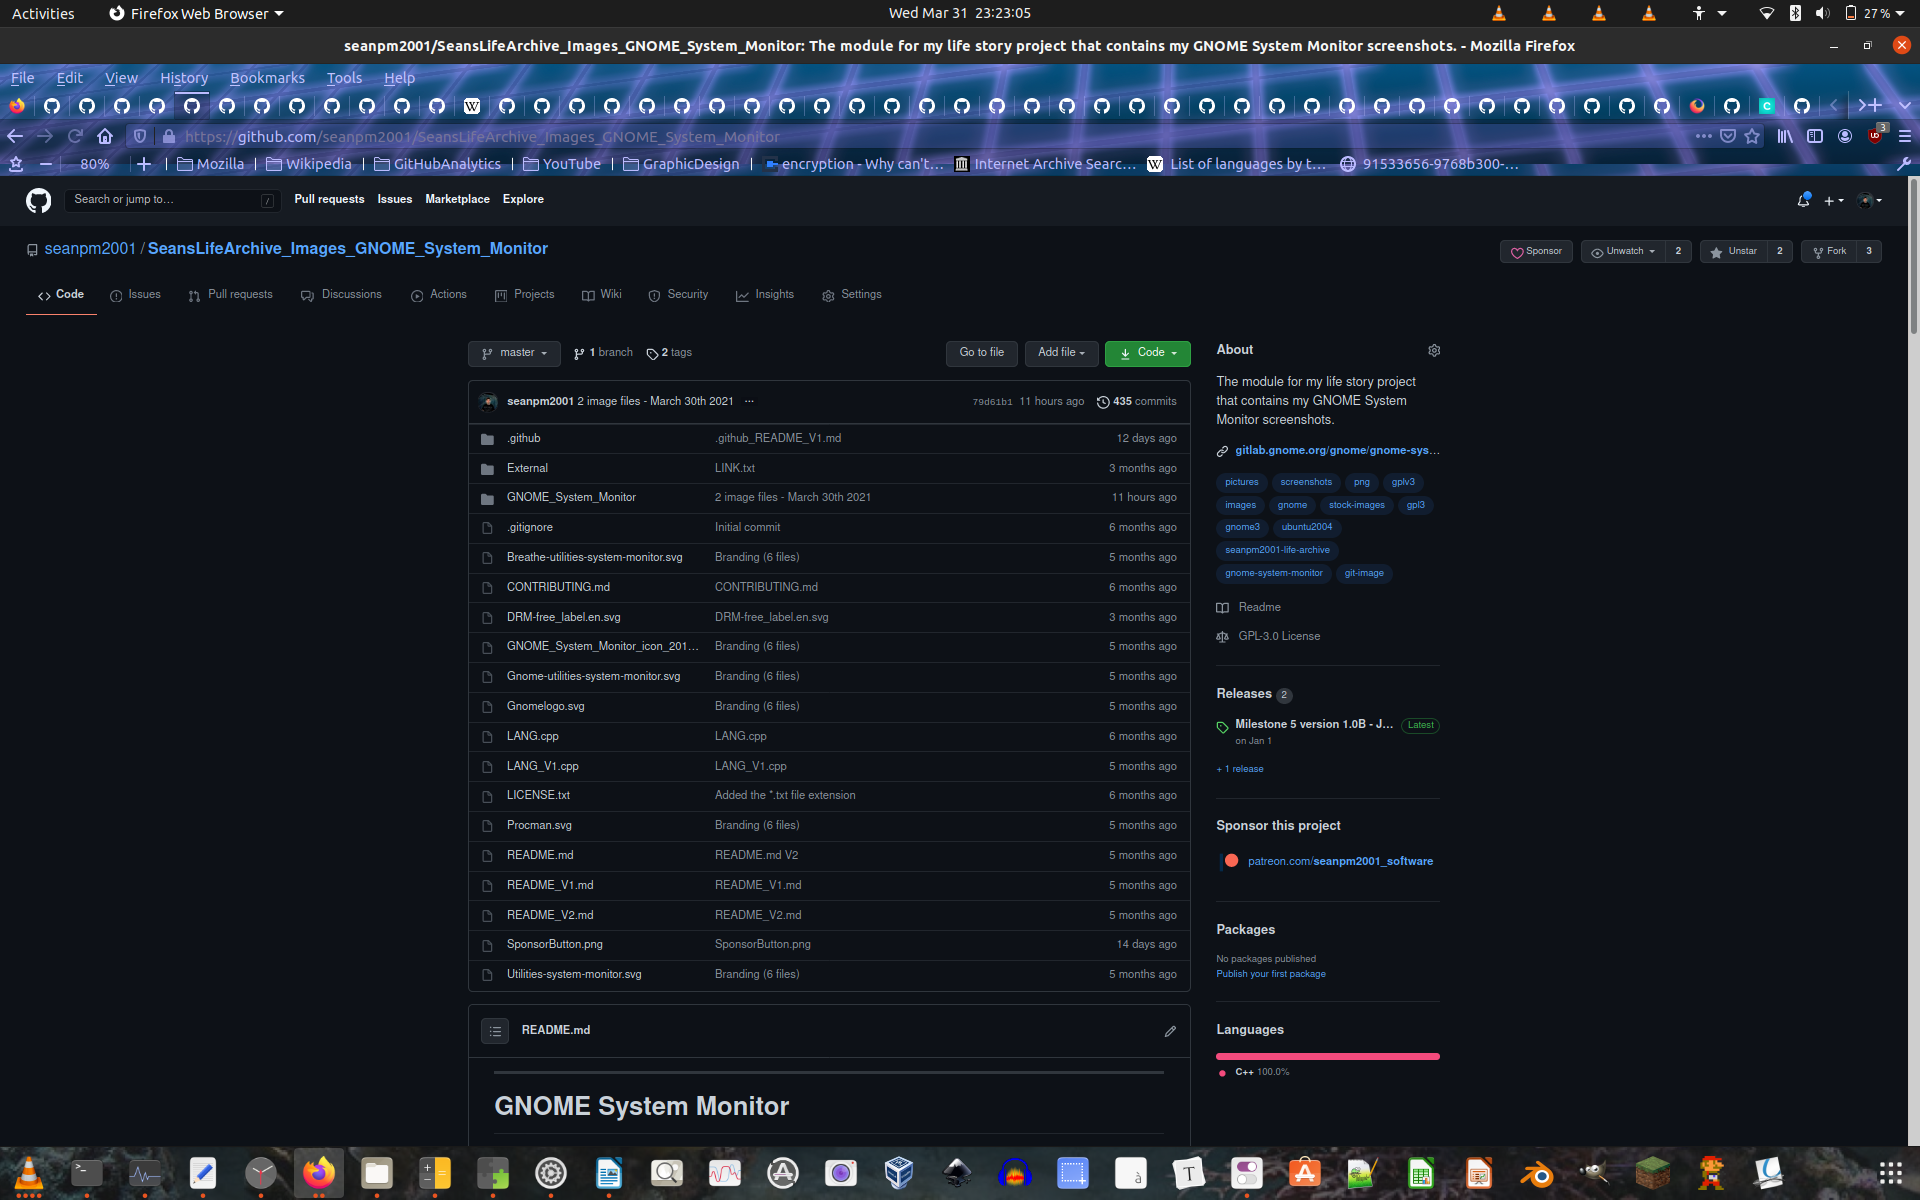 Activities Firefox Web Browser Wed Mar 31 23:23:05 27 %
seanpm2001/SeansLifeArchive_Images_GNOME_System_Monitor: The module for my life story project that contains my GNOME System Monitor screenshots. - Mozilla Firefox
File Edit View History Bookmarks Tools Help
https://github.com/seanpm2001/SeansLifeArchive_Images_GNOME_System_Monitor 3
80% Mozilla Wikipedia GitHubAnalytics YouTube GraphicDesign encryption - Why can't… Internet Archive Searc… List of languages by t… 91533656-9768b300-…
Search or jump to… / Pull requests Issues Marketplace Explore
seanpm2001 / SeansLifeArchive_Images_GNOME_System_Monitor Sponsor Unwatch 2 Unstar 2 Fork 3
Code Issues Pull requests Discussions Actions Projects Wiki Security Insights Settings
master 1 branch 2 tags Go to file Add file Code
seanpm2001 2 image files - March 30th 2021 ... 79d61b1 11 hours ago 435 commits
.github .github_README_V1.md 12 days ago
External LINK.txt 3 months ago
GNOME_System_Monitor 2 image files - March 30th 2021 11 hours ago
.gitignore Initial commit 6 months ago
Breathe-utilities-system-monitor.svg Branding (6 files) 5 months ago
CONTRIBUTING.md CONTRIBUTING.md 6 months ago
DRM-free_label.en.svg DRM-free_label.en.svg 3 months ago
GNOME_System_Monitor_icon_201… Branding (6 files) 5 months ago
Gnome-utilities-system-monitor.svg Branding (6 files) 5 months ago
Gnomelogo.svg Branding (6 files) 5 months ago
LANG.cpp LANG.cpp 6 months ago
LANG_V1.cpp LANG_V1.cpp 5 months ago
LICENSE.txt Added the *.txt file extension 6 months ago
Procman.svg Branding (6 files) 5 months ago
README.md README.md V2 5 months ago
README_V1.md README_V1.md 5 months ago
README_V2.md README_V2.md 5 months ago
SponsorButton.png SponsorButton.png 14 days ago
Utilities-system-monitor.svg Branding (6 files) 5 months ago
README.md
GNOME System Monitor
About
The module for my life story project
that contains my GNOME System
Monitor screenshots.
gitlab.gnome.org/gnome/gnome-sys…
pictures screenshots png gplv3
images gnome stock-images gpl3
gnome3 ubuntu2004
seanpm2001-life-archive
gnome-system-monitor git-image
Readme
GPL-3.0 License
Releases 2
Milestone 5 version 1.0B - J… Latest
on Jan 1
+ 1 release
Sponsor this project
patreon.com/seanpm2001_software
Packages
No packages published
Publish your first package
Languages
C++ 100.0%